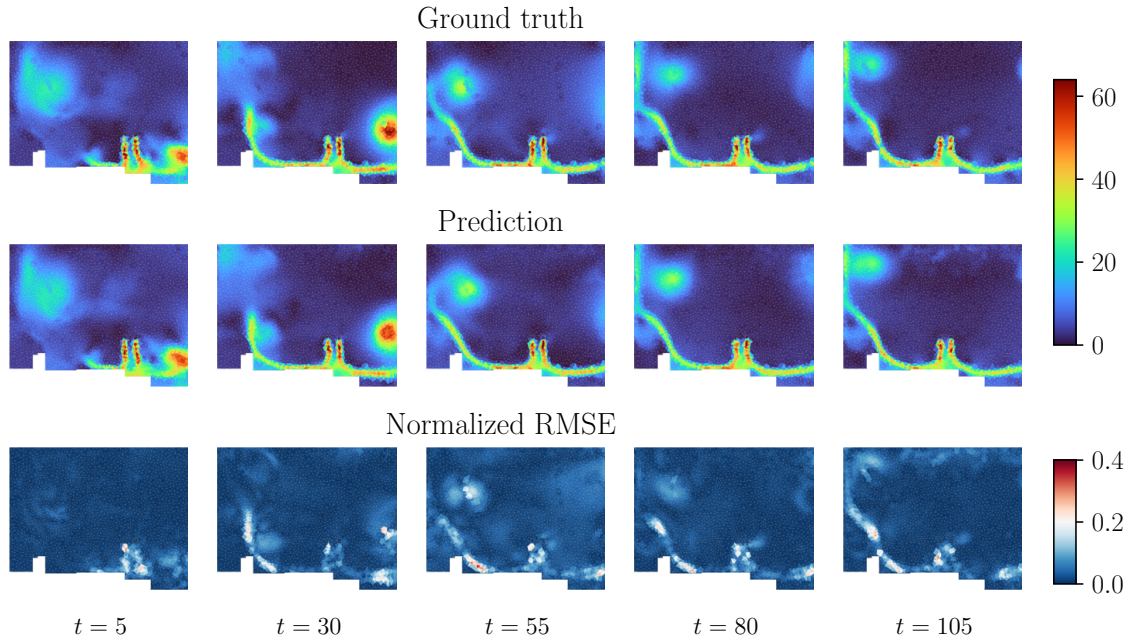 Ground truth
60
40
20
0
Prediction
Normalized RMSE
0.4
0.2
0.0
t = 5
t = 30
t = 55
t = 80
t = 105